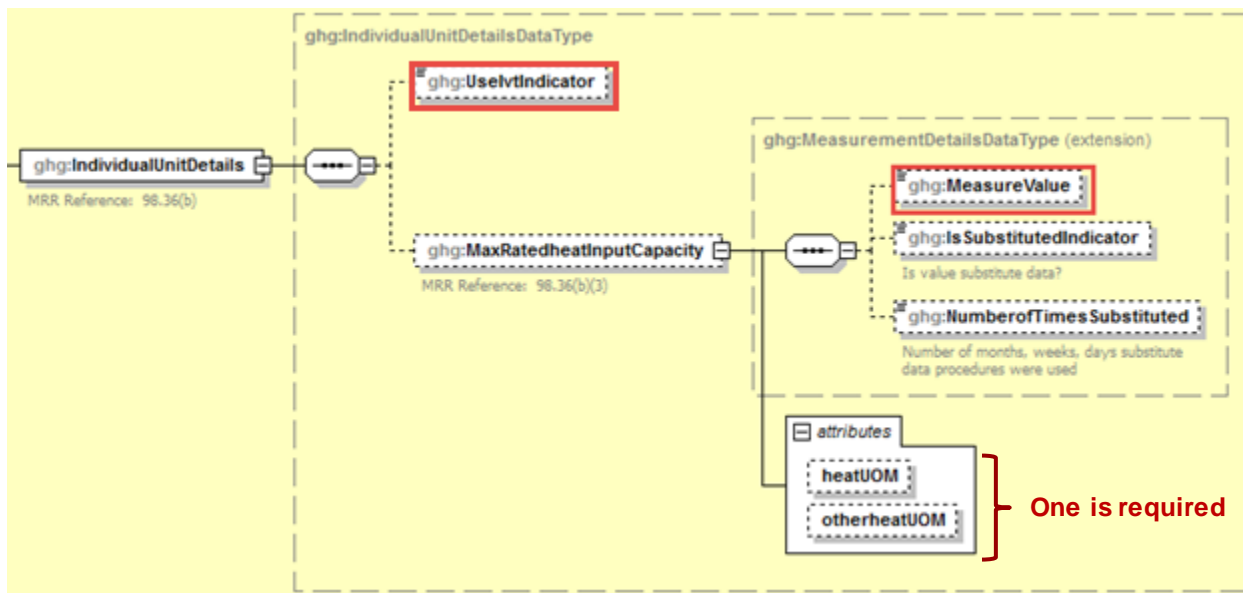 ghg:IndividualUnitDetailsDataType
ghg:UseIvtIndicator
ghg:MeasurementDetailsDataType (extension)
ghg:IndividualUnitDetails
MRR Reference: 98.36(b)
ghg:MeasureValue
ghg:MaxRatedheatInputCapacity
MRR Reference: 98.36(b)(3)
ghg:IsSubstitutedIndicator
Is value substitute data?
ghg:NumberofTimesSubstituted
Number of months, weeks, days substitute
data procedures were used
attributes
heatUOM
otherheatUOM
One is required